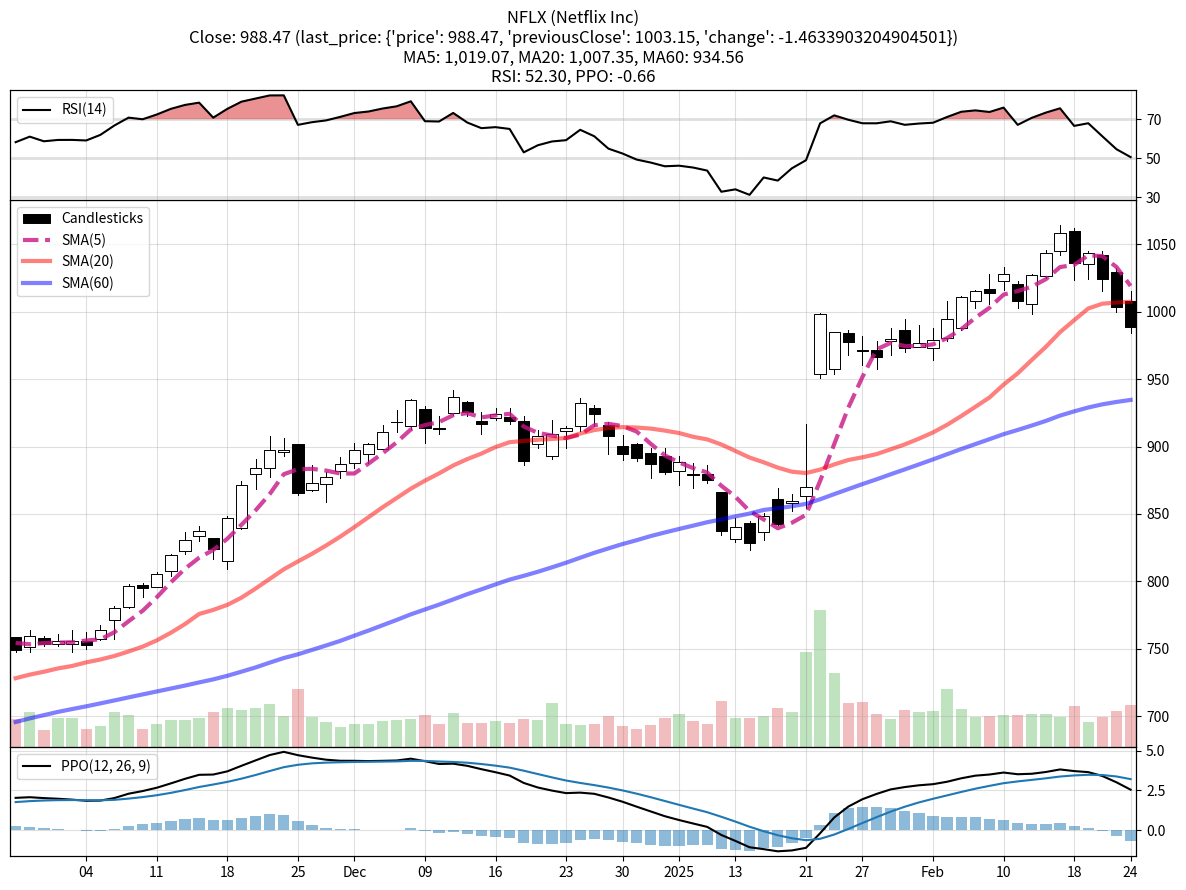 NFLX (Netflix Inc)
Close: 988.47 (last_price: {'price': 988.47, 'previousClose': 1003.15, 'change': -1.4633903204904501})
MA5: 1,019.07, MA20: 1,007.35, MA60: 934.56
RSI: 52.30, PPO: -0.66
RSI(14)
70
50
30
Candlesticks
SMA(5)
SMA(20)
SMA(60)
1050
1000
950
900
850
800
750
700
PPO(12, 26, 9)
5.0
2.5
0.0
04 11 18 25 Dec 09 16 23 30 2025 13 21 27 Feb 10 18 24